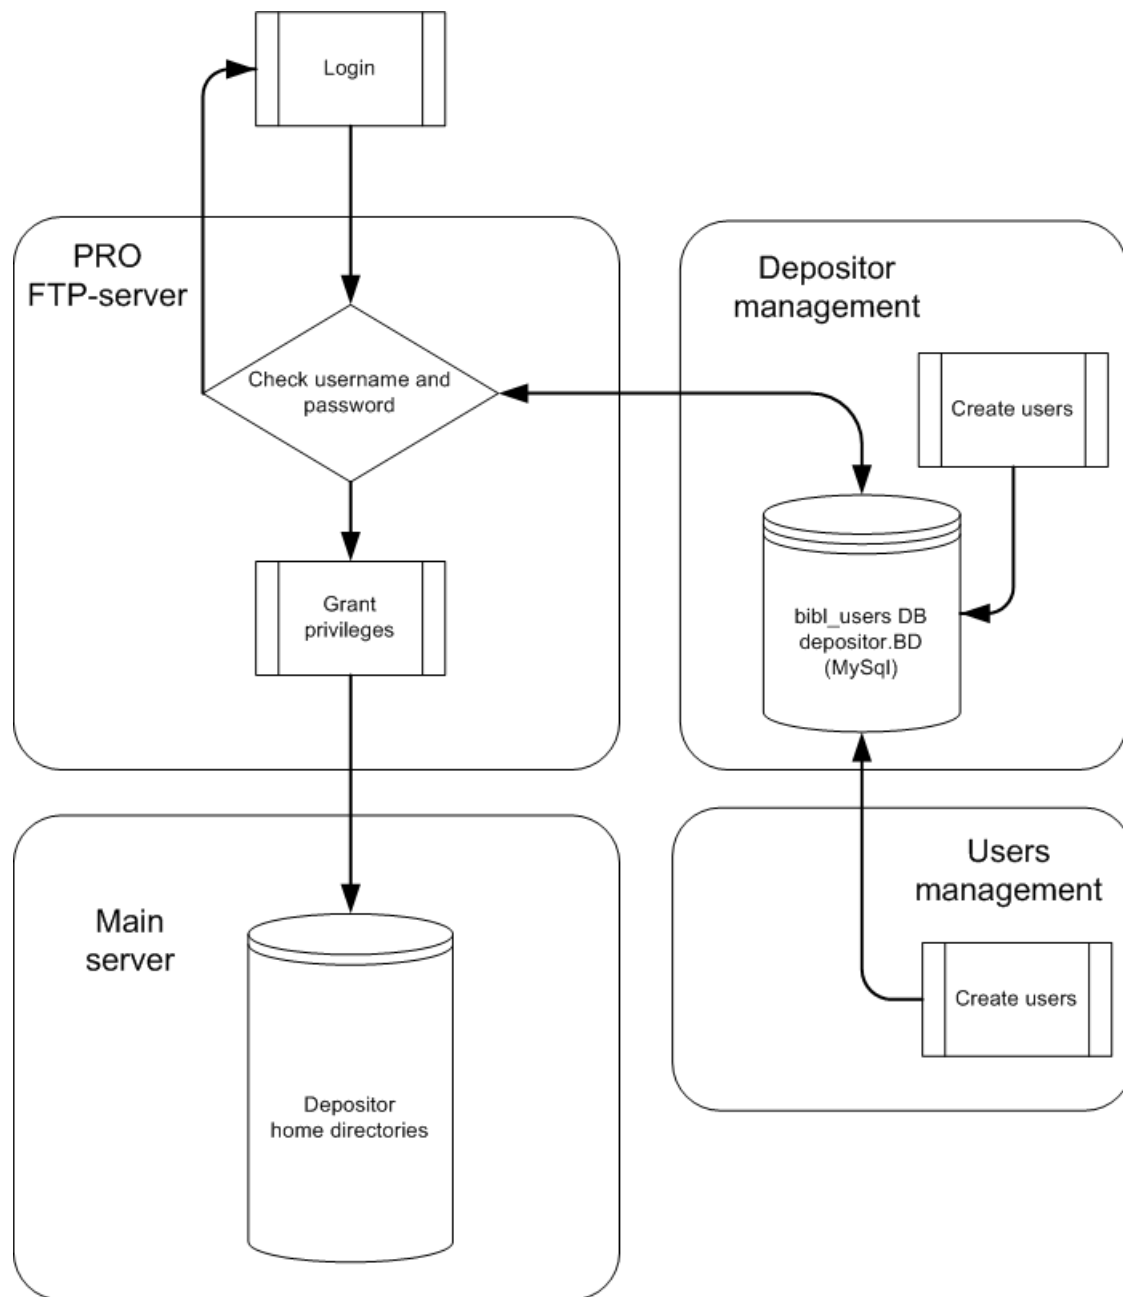 Login
PRO
FTP-server
Check username and
password
Grant
privileges
Depositor
management
Create users
bibl_users DB
depositor.BD
(MySql)
Users
management
Create users
Main
server
Depositor
home directories